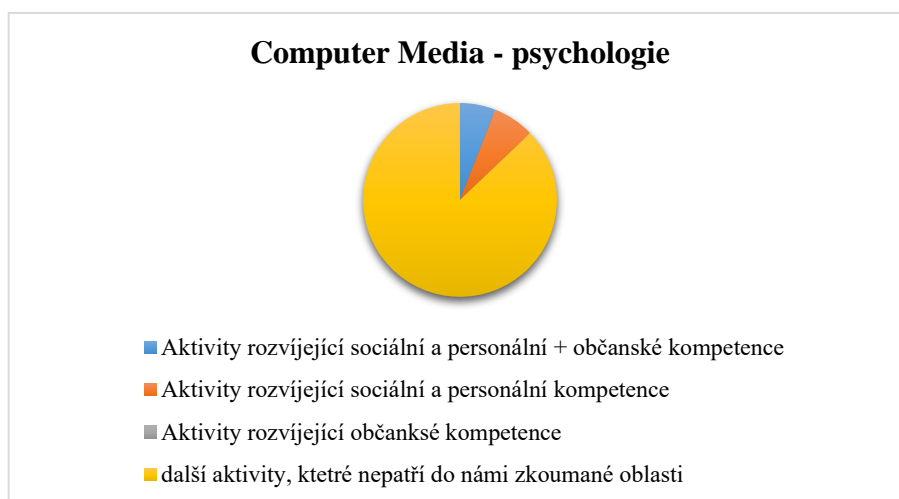 Computer Media - psychologie
Aktivity rozvíjející sociální a personální + občanské kompetence
Aktivity rozvíjející sociální a personální kompetence
Aktivity rozvíjející občanksé kompetence
další aktivity, ktetré nepatří do námi zkoumané oblasti